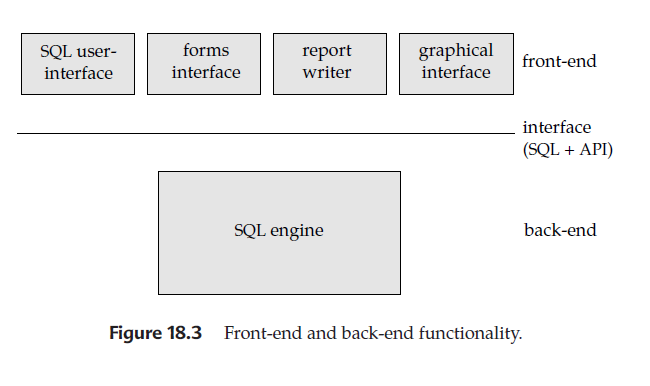 SQL user-
interface
forms
interface
report
writer
graphical
interface
front-end
interface
(SQL + API)
SQL engine
back-end
Figure 18.3 Front-end and back-end functionality.